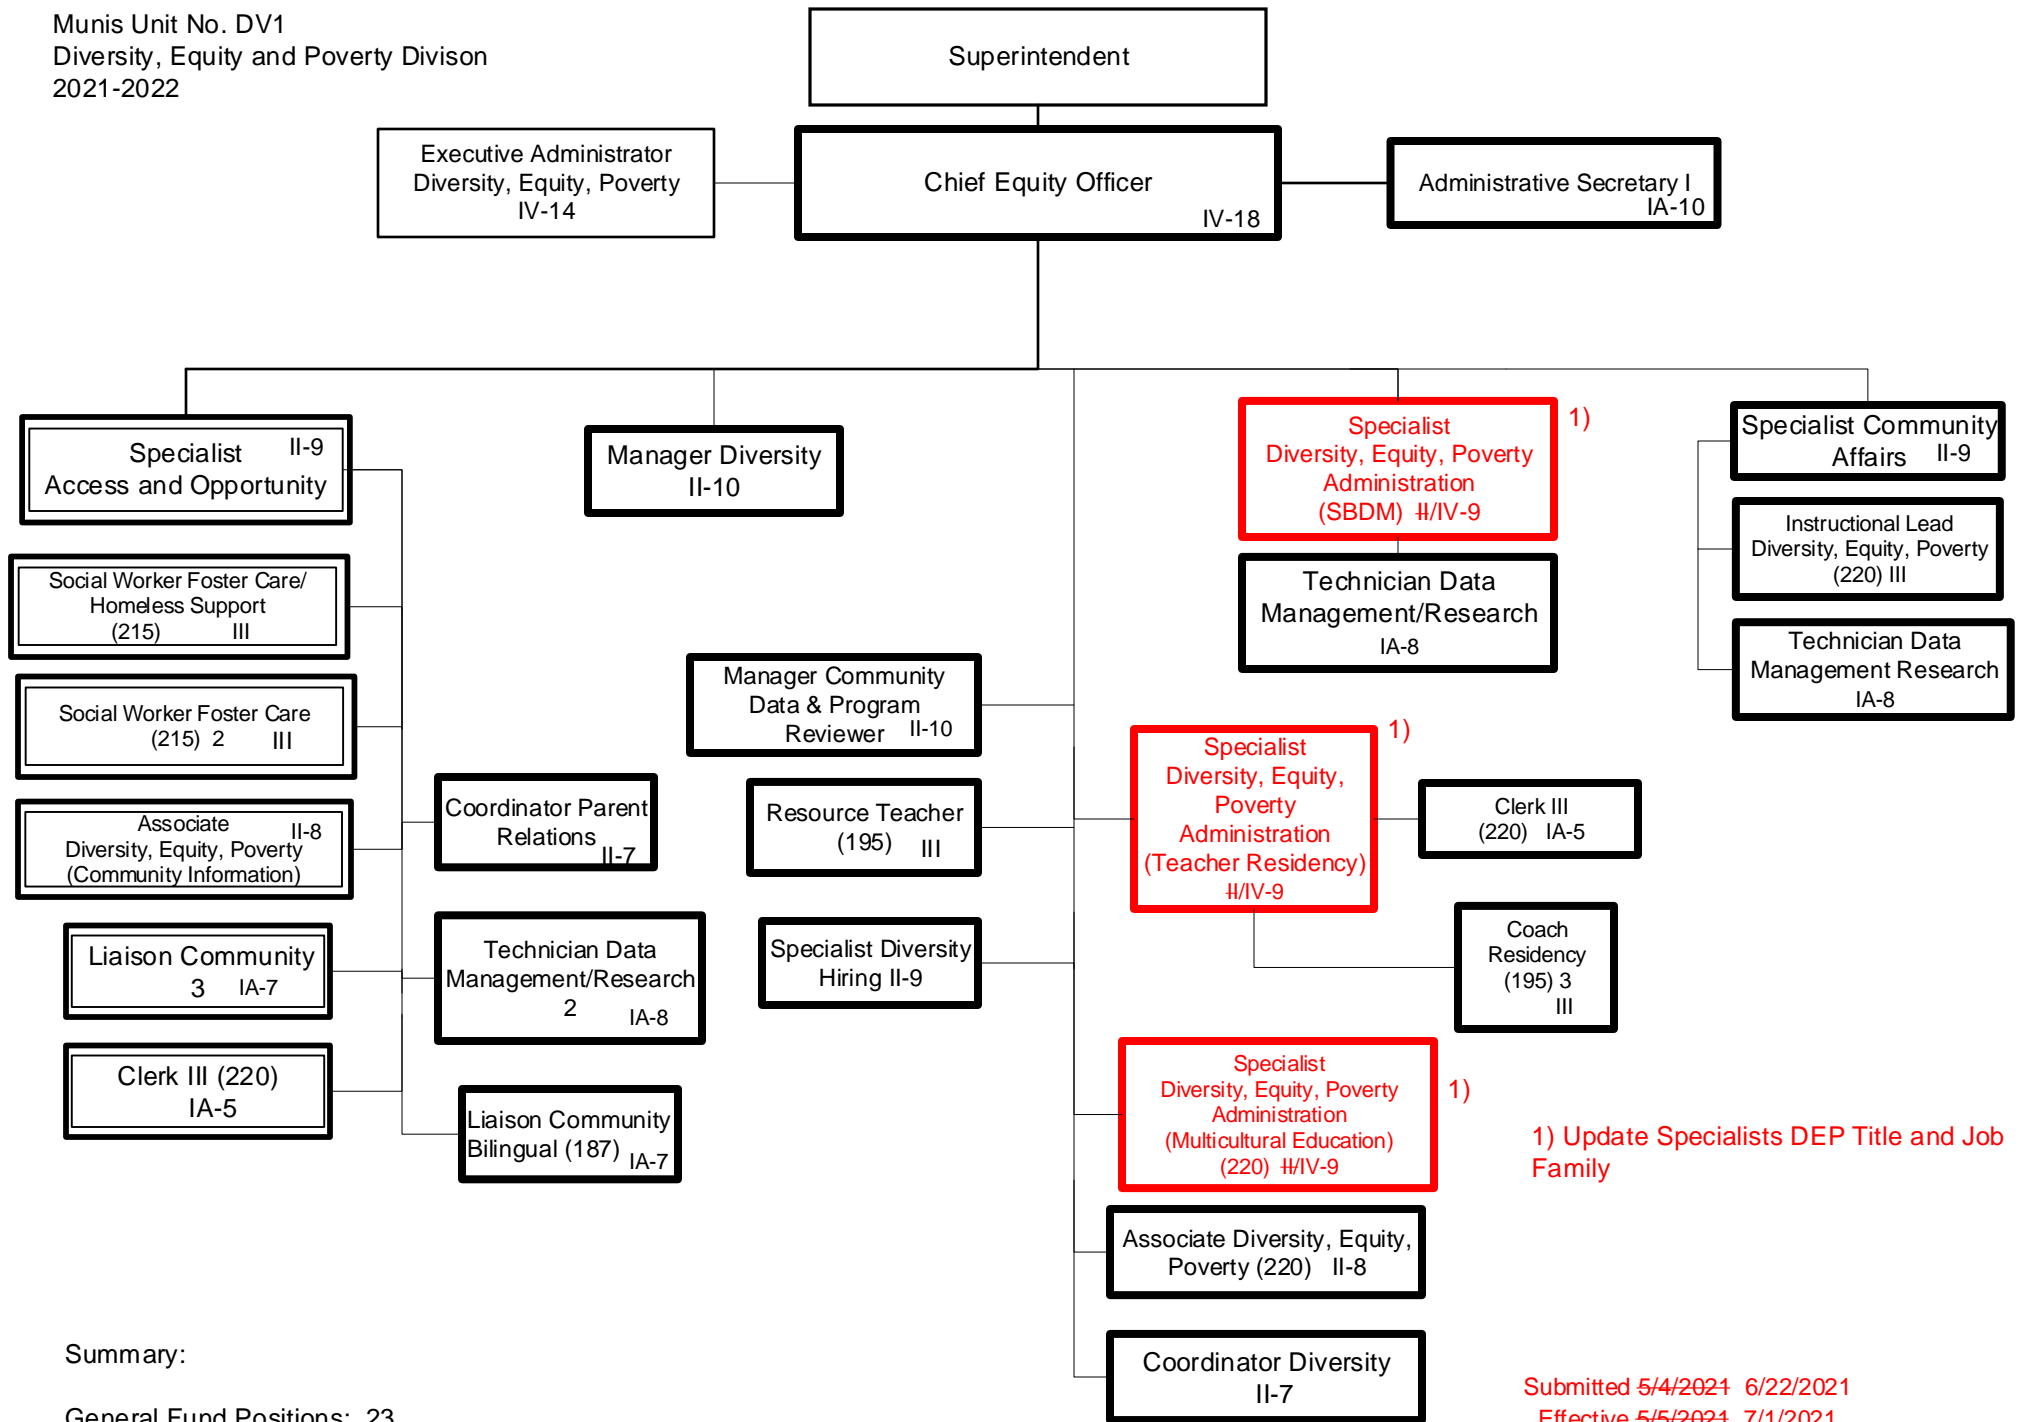 Munis Unit No. DV1
Diversity, Equity and Poverty Divison
2021-2022
Superintendent
Executive Administrator
Diversity, Equity, Poverty
IV-14
Chief Equity Officer
IV-18
Administrative Secretary I
IA-10
Specialist II-9
Access and Opportunity
Social Worker Foster Care/
Homeless Support
(215) III
Social Worker Foster Care
(215) 2 III
Associate II-8
Diversity, Equity, Poverty
(Community Information)
Liaison Community
3 IA-7
Clerk III (220)
IA-5
Coordinator Parent
Relations II-7
Technician Data
Management/Research
2 IA-8
Liaison Community
Bilingual (187) IA-7
Manager Diversity
II-10
Manager Community
Data & Program
Reviewer II-10
Resource Teacher
(195) III
Specialist Diversity
Hiring II-9
Specialist
Diversity, Equity, Poverty
Administration
(SBDM) II/IV-9
1)
Technician Data
Management/Research
IA-8
Specialist
Diversity, Equity,
Poverty
Administration
(Teacher Residency)
II/IV-9
1)
Clerk III
(220) IA-5
Coach
Residency
(195) 3
III
Specialist
Diversity, Equity, Poverty
Administration
(Multicultural Education)
(220) II/IV-9
1)
Associate Diversity, Equity,
Poverty (220) II-8
Coordinator Diversity
II-7
Specialist Community
Affairs II-9
Instructional Lead
Diversity, Equity, Poverty
(220) III
Technician Data
Management Research
IA-8
1) Update Specialists DEP Title and Job
Family
Summary:
General Fund Positions: 23
Submitted 5/4/2021 6/22/2021
Effective 5/5/2021 7/1/2021